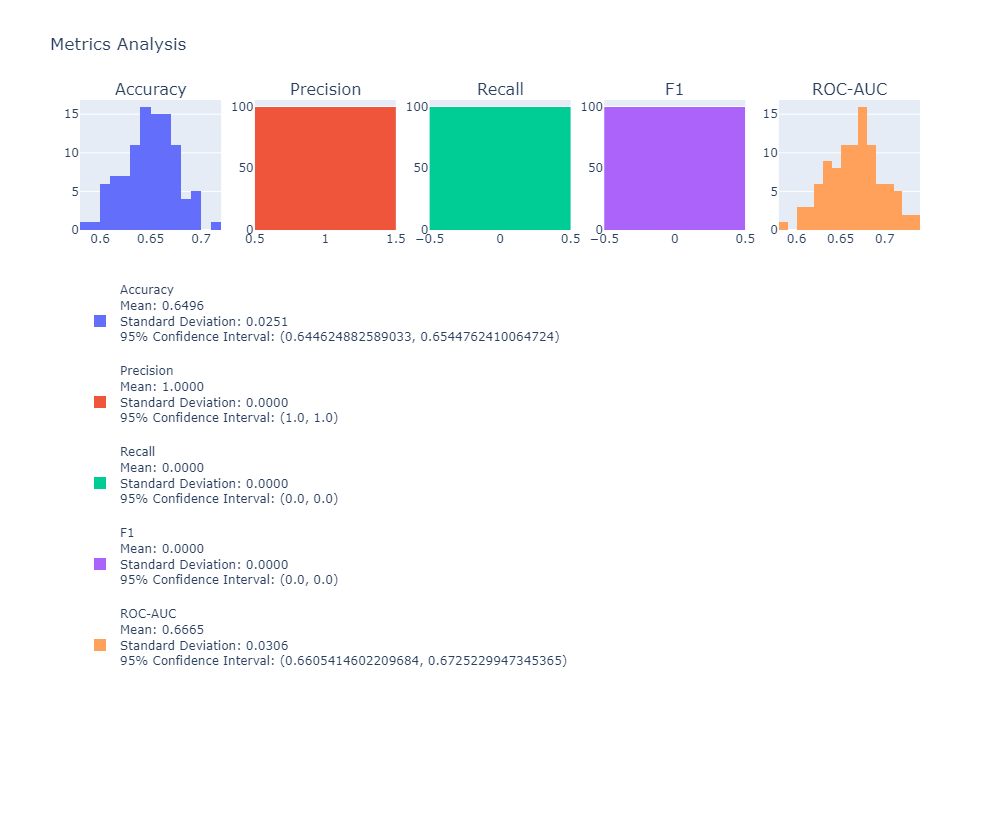 Metrics Analysis
Accuracy Precision Recall F1 ROC-AUC
15 100 100 100 15
10 10
50 50 50
5 5
0 0 0 0 0
0.6 0.65 0.7 0.5 1 1.5 −0.5 0 0.5 −0.5 0 0.5 0.6 0.65 0.7
Accuracy
Mean: 0.6496
Standard Deviation: 0.0251
95% Confidence Interval: (0.644624882589033, 0.6544762410064724)
Precision
Mean: 1.0000
Standard Deviation: 0.0000
95% Confidence Interval: (1.0, 1.0)
Recall
Mean: 0.0000
Standard Deviation: 0.0000
95% Confidence Interval: (0.0, 0.0)
F1
Mean: 0.0000
Standard Deviation: 0.0000
95% Confidence Interval: (0.0, 0.0)
ROC-AUC
Mean: 0.6665
Standard Deviation: 0.0306
95% Confidence Interval: (0.6605414602209684, 0.6725229947345365)